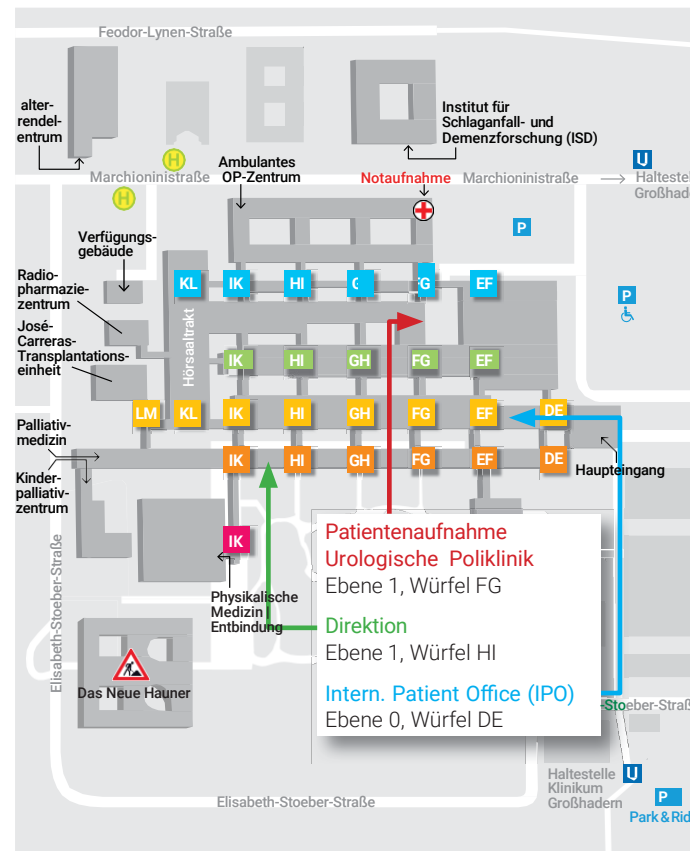 Feodor-Lynen-Straße
alter-
rendel-
entrum
Institut für
Schlaganfall- und
Demenzforschung (ISD)
U
H
Ambulantes
OP-Zentrum
Marchioninistraße
Notaufnahme
Marchioninistraße
Haltestelle
Großhadern
H
P
Verfügungs-
gebäude
Radio-
pharmazie-
zentrum
José-
Carreras-
Transplantations-
einheit
Hörsaaltrakt
KL IK HI G FG EF
P
IK HI GH FG EF
LM KL IK HI GH FG EF DE
Palliativ-
medizin
Kinder-
palliativ-
zentrum
IK HI GH FG EF DE
Haupteingang
IK
Physikalische
Medizin I
Entbindung
Elisabeth-Stoeber-Straße
Das Neue Hauner
Patientenaufnahme
Urologische Poliklinik
Ebene 1, Würfel FG
Direktion
Ebene 1, Würfel HI
Intern. Patient Office (IPO)
Ebene 0, Würfel DE
-Stoeber-Straß
Haltestelle
Klinikum
Großhadern
U
P
Park & Rid
Elisabeth-Stoeber-Straße